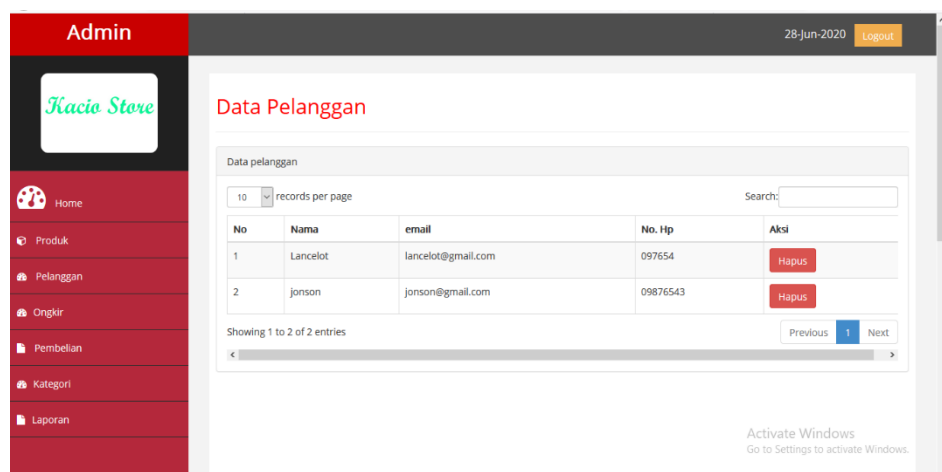 Admin
28-Jun-2020 Logout
Kacio Store
Home
Produk
Pelanggan
Ongkir
Pembelian
Kategori
Laporan
Data Pelanggan
Data pelanggan
10 records per page
Search:
No Nama email No. Hp Aksi
1 Lancelot lancelot@gmail.com 097654 Hapus
2 jonson jonson@gmail.com 09876543 Hapus
Showing 1 to 2 of 2 entries
Previous 1 Next
Activate Windows
Go to Settings to activate Windows.